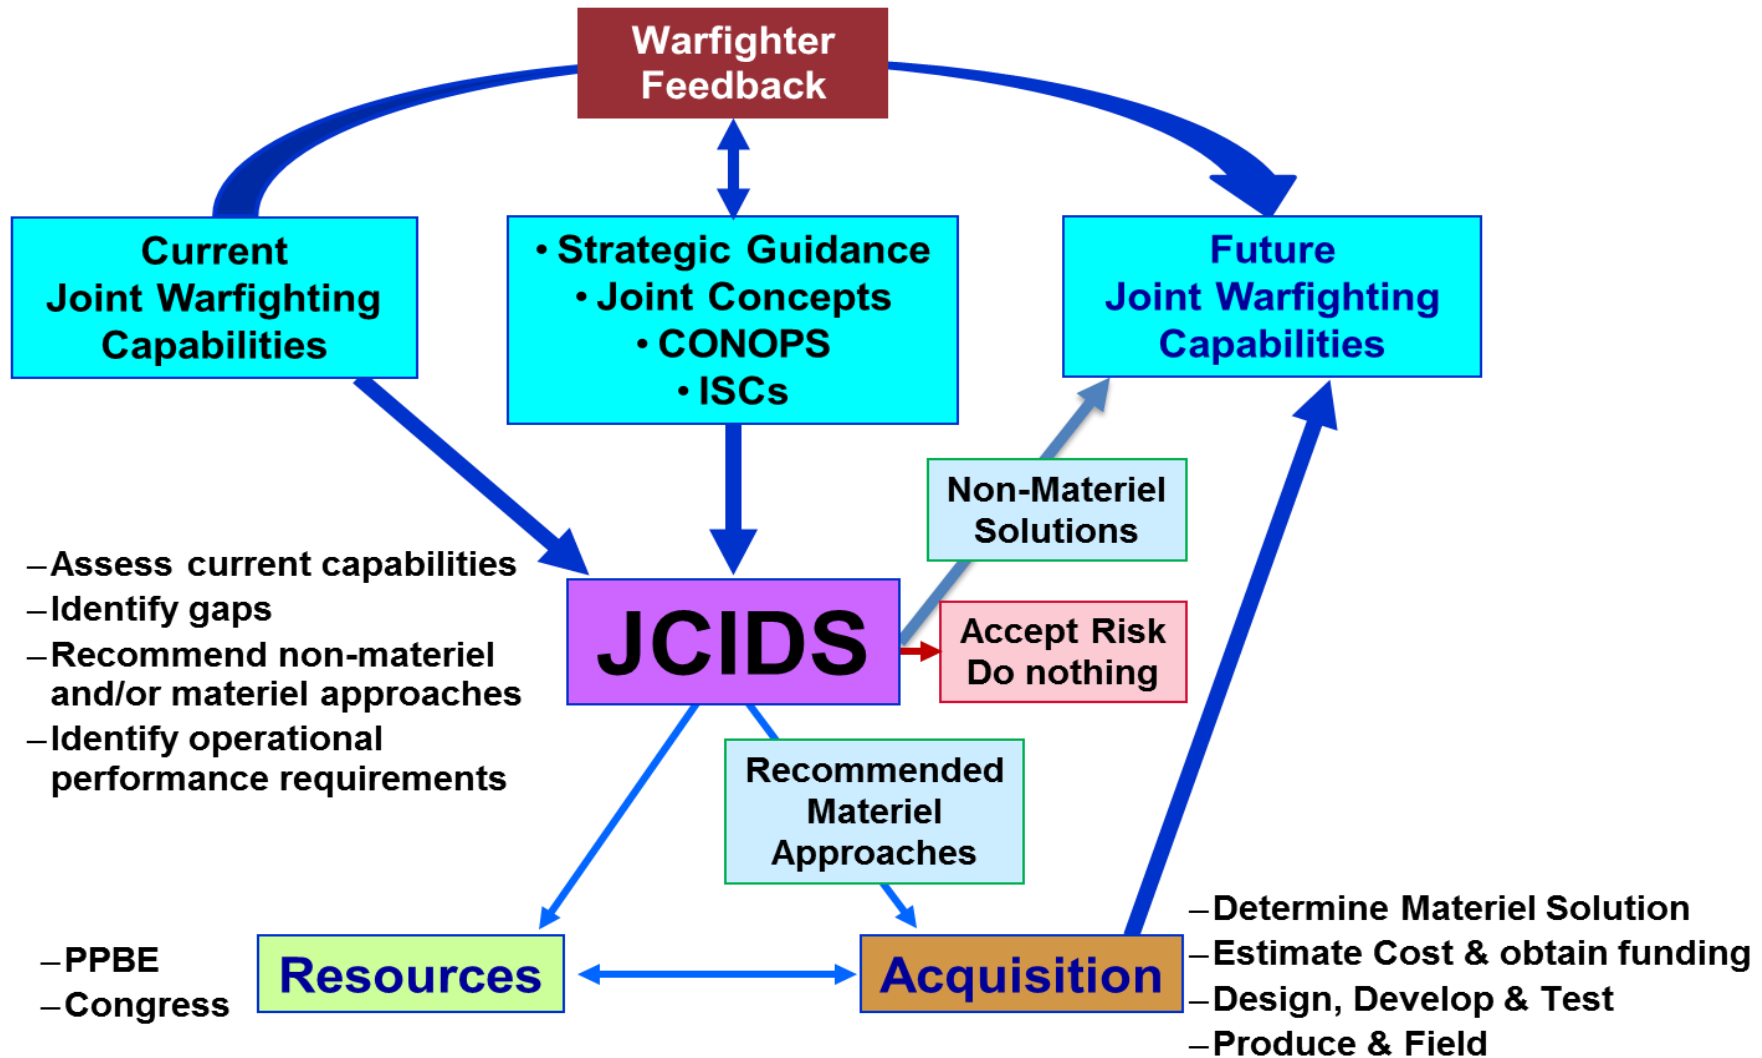 Warfighter
Feedback
Current
Joint Warfighting
Capabilities
• Strategic Guidance
• Joint Concepts
• CONOPS
• ISCs
Future
Joint Warfighting
Capabilities
Non-Materiel
Solutions
–Assess current capabilities
–Identify gaps
–Recommend non-materiel
and/or materiel approaches
–Identify operational
performance requirements
JCIDS
Accept Risk
Do nothing
Recommended
Materiel
Approaches
–PPBE
–Congress
Resources
Acquisition
–Determine Materiel Solution
–Estimate Cost & obtain funding
–Design, Develop & Test
–Produce & Field